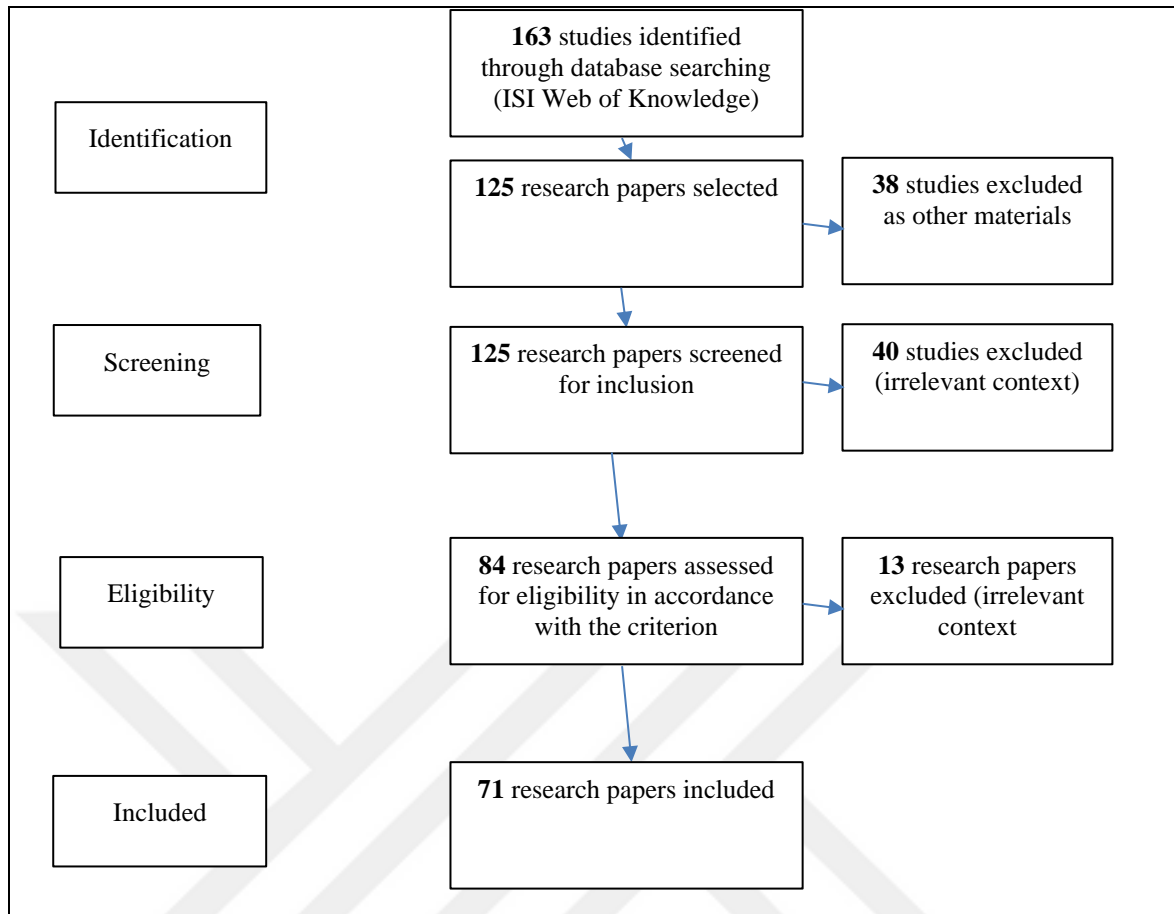 163 studies identified
through database searching
(ISI Web of Knowledge)
Identification
125 research papers selected
38 studies excluded
as other materials
Screening
125 research papers screened
for inclusion
40 studies excluded
(irrelevant context)
Eligibility
84 research papers assessed
for eligibility in accordance
with the criterion
13 research papers
excluded (irrelevant
context
Included
71 research papers included